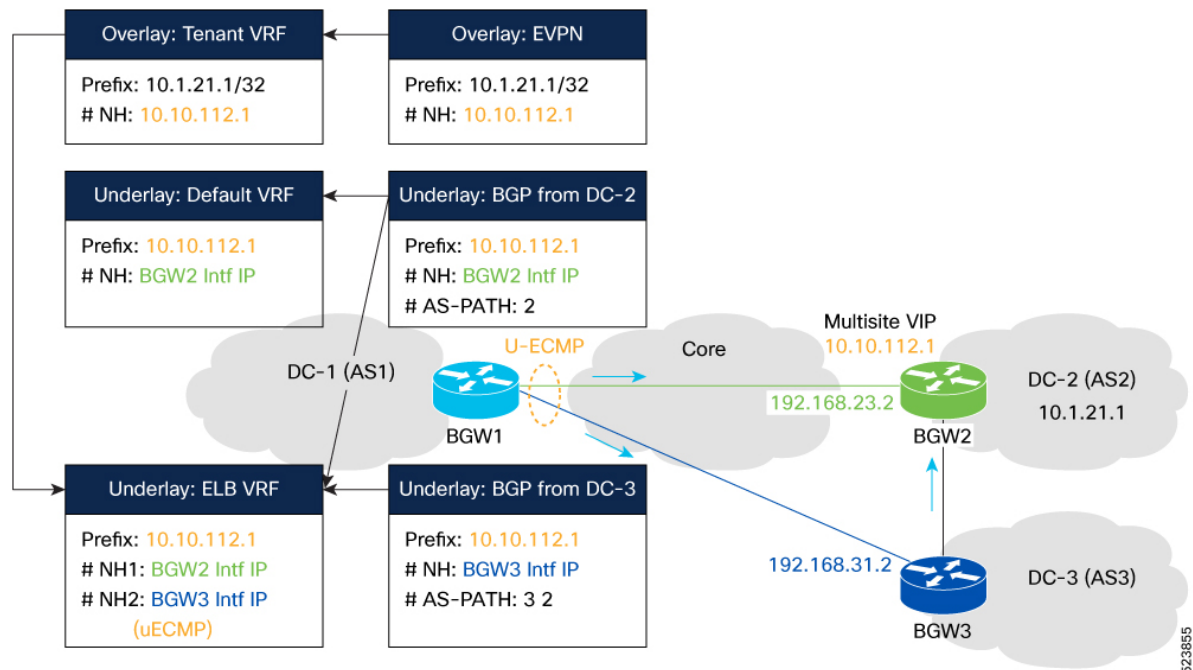 Overlay: Tenant VRF
Prefix: 10.1.21.1/32
# NH: 10.10.112.1
Overlay: EVPN
Prefix: 10.1.21.1/32
# NH: 10.10.112.1
Underlay: Default VRF
Prefix: 10.10.112.1
# NH: BGW2 Intf IP
Underlay: BGP from DC-2
Prefix: 10.10.112.1
# NH: BGW2 Intf IP
# AS-PATH: 2
DC-1 (AS1)
U-ECMP
BGW1
Core
Multisite VIP
10.10.112.1
192.168.23.2
BGW2
DC-2 (AS2)
10.1.21.1
Underlay: ELB VRF
Prefix: 10.10.112.1
# NH1: BGW2 Intf IP
# NH2: BGW3 Intf IP
(uECMP)
Underlay: BGP from DC-3
Prefix: 10.10.112.1
# NH: BGW3 Intf IP
# AS-PATH: 3 2
192.168.31.2
BGW3
DC-3 (AS3)
523855